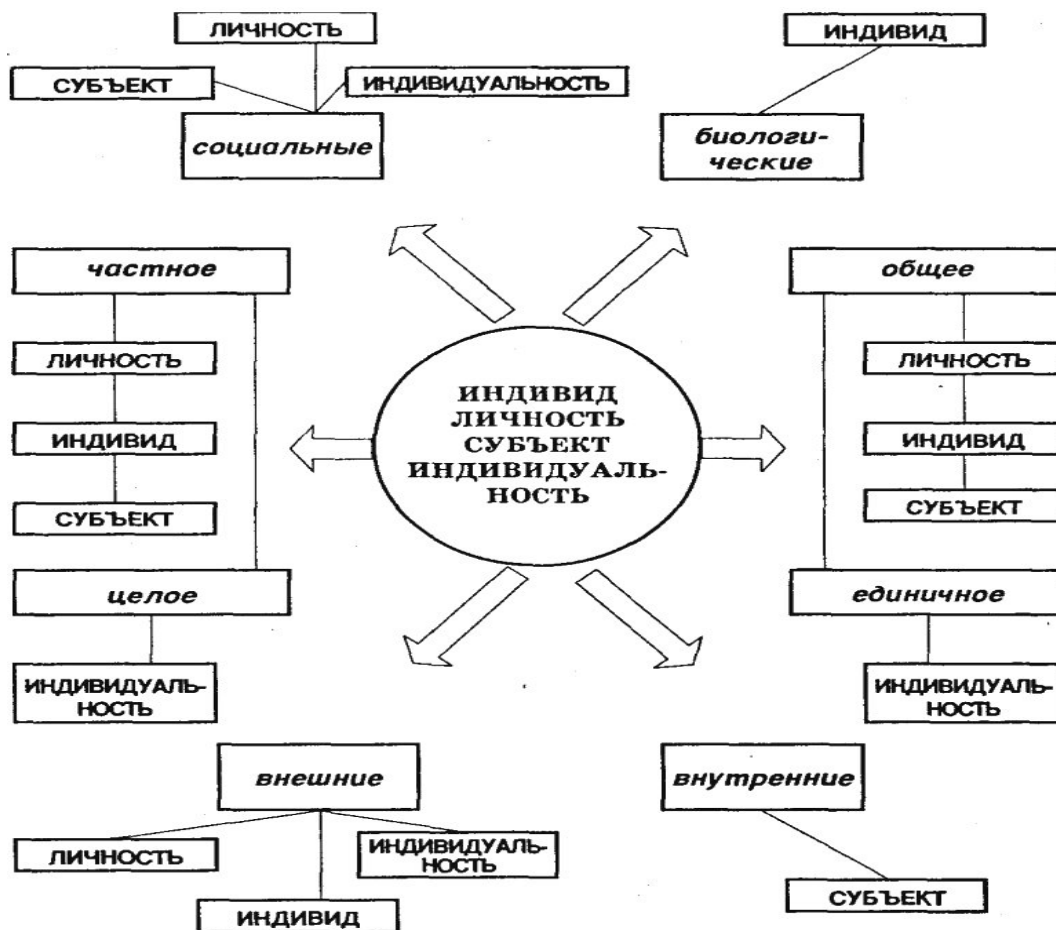 ЛИЧНОСТЬ
ИНДИВИД
СУБЪЕКТ
ИНДИВИДУАЛЬНОСТЬ
социальные
биологи-
ческие
частное
общее
ЛИЧНОСТЬ
ЛИЧНОСТЬ
ИНДИВИД
ИНДИВИД
СУБЪЕКТ
СУБЪЕКТ
ИНДИВИД
ЛИЧНОСТЬ
СУБЪЕКТ
ИНДИВИДУАЛЬ-
НОСТЬ
целое
единичное
ИНДИВИДУАЛЬ-
НОСТЬ
ИНДИВИДУАЛЬ-
НОСТЬ
внешние
внутренние
ЛИЧНОСТЬ
ИНДИВИДУАЛЬ-
НОСТЬ
ИНДИВИД
СУБЪЕКТ